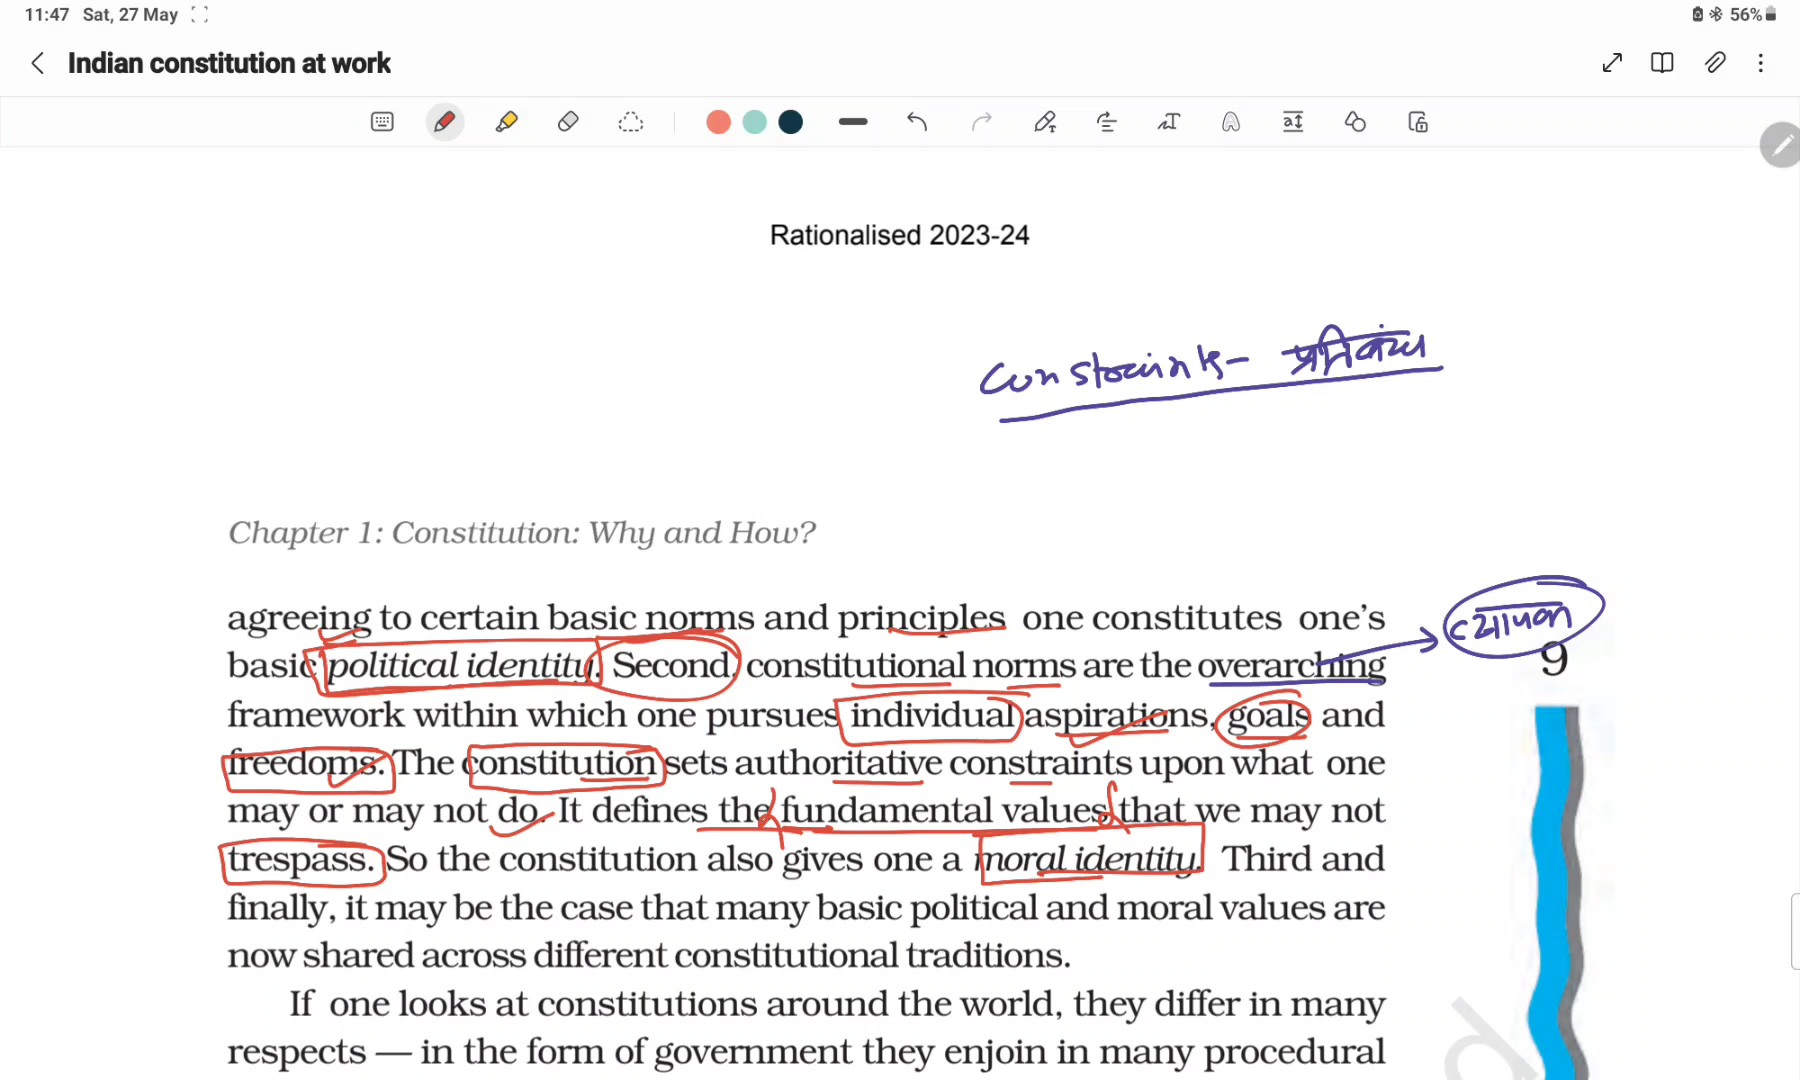 11:47 Sat, 27 May 56%
Indian constitution at work
Rationalised 2023-24
Constraints - प्रतिबंध
Chapter 1: Constitution: Why and How?
agreeing to certain basic norms and principles one constitutes one’s
व्यापक
basic political identity. Second, constitutional norms are the overarching
9
framework within which one pursues individual aspirations, goals and
freedoms. The constitution sets authoritative constraints upon what one
may or may not do. It defines the fundamental values that we may not
trespass. So the constitution also gives one a moral identity. Third and
finally, it may be the case that many basic political and moral values are
now shared across different constitutional traditions.
If one looks at constitutions around the world, they differ in many
respects — in the form of government they enjoin in many procedural